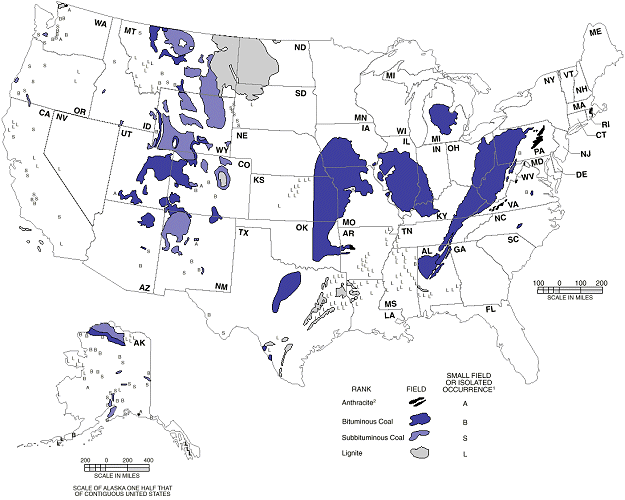 WA
MT
ND
ME
OR
ID
SD
MN
WI
MI
MI
NY
VT
NH
MA
RI
CT
CA
NV
UT
WY
NE
IA
IL
IN
OH
PA
NJ
DE
MD
WV
VA
CO
KS
MO
KY
NC
AZ
NM
TX
OK
AR
TN
SC
MS
AL
GA
LA
FL
100 0 100 200
SCALE IN MILES
AK
200 0 200 400
SCALE IN MILES
SCALE OF ALASKA ONE HALF THAT
OF CONTIGUOUS UNITED STATES
SMALL FIELD
OR ISOLATED
RANK FIELD OCCURRENCE¹
Anthracite² A
Bituminous Coal B
Subbituminous Coal S
Lignite L